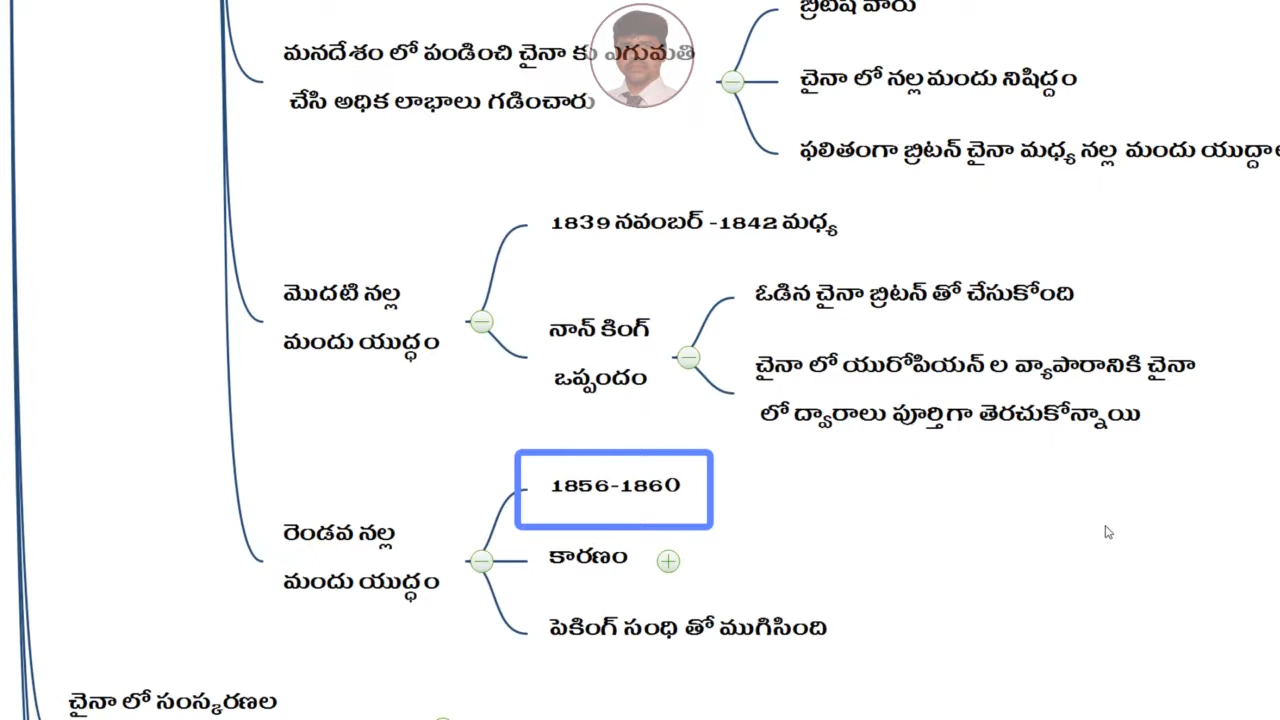 బ్రిటిష్ వారు
మనదేశం లో పండించి చైనా కు ఎగుమతి
చేసి అధిక లాభాలు గడించారు
చైనా లో నల్లమందు నిషిద్దం
ఫలితంగా బ్రిటన్ చైనా మధ్య నల్ల మందు
1839 నవంబర్ -1842 మధ్య
మొదటి నల్ల
మందు యుద్ధం
నాన్ కింగ్
ఒప్పందం
ఓడిన చైనా బ్రిటన్ తో చేసుకోంది
చైనా లో యురోపియన్ ల వ్యాపారానికి చైనా
లో ద్వారాలు పూర్తిగా తెరచుకోన్నాయి
1856-1860
రెండవ నల్ల
మందు యుద్ధం
కారణం
పెకింగ్ సంధి తో ముగిసింది
చైనా లో సంస్కరణల